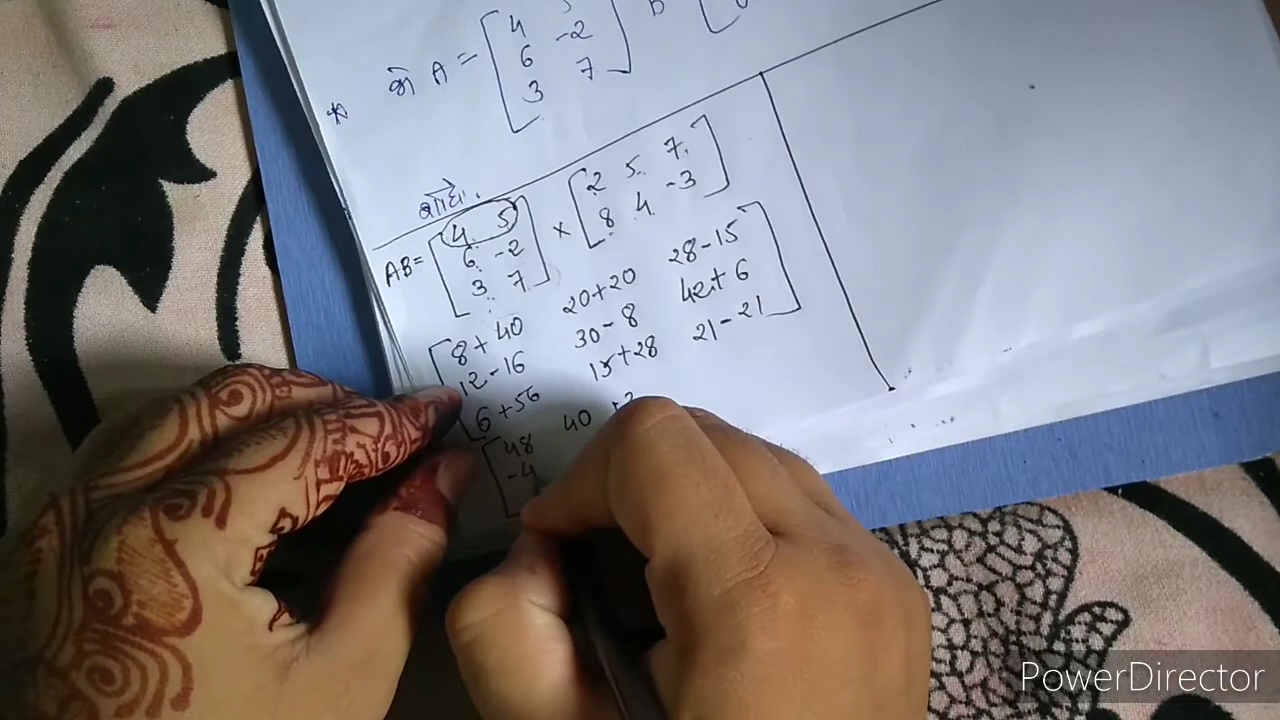 4 5
* A = 6 -2 B
3 7
AB = 4 5 × 2 5 7
6 -2 8 4 -3
3 7
8+40 20+20 28-15
12-16 30-8 42+6
6+56 15+28 21-21
48 40
-4
PowerDirector